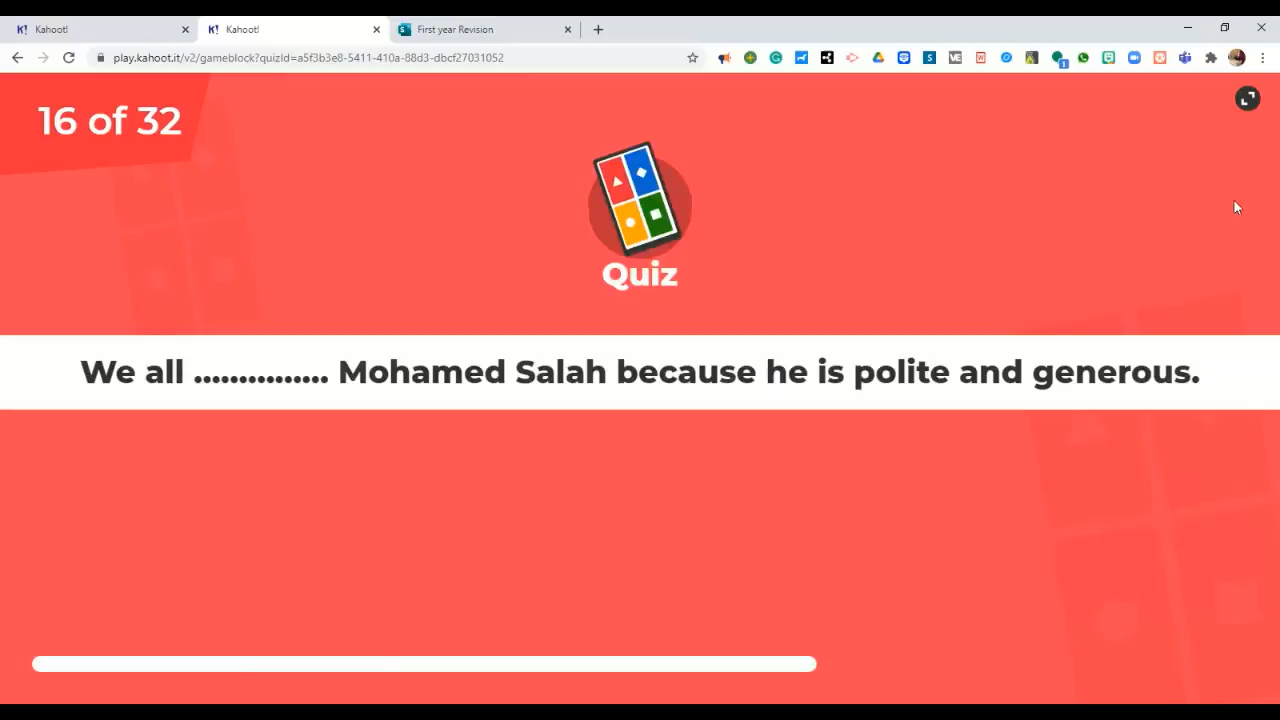 Kahoot!
Kahoot!
First year Revision
play.kahoot.it/v2/gameblock?quizId=a5f3b3e8-5411-410a-88d3-dbcf27031052
16 of 32
Quiz
We all ............... Mohamed Salah because he is polite and generous.